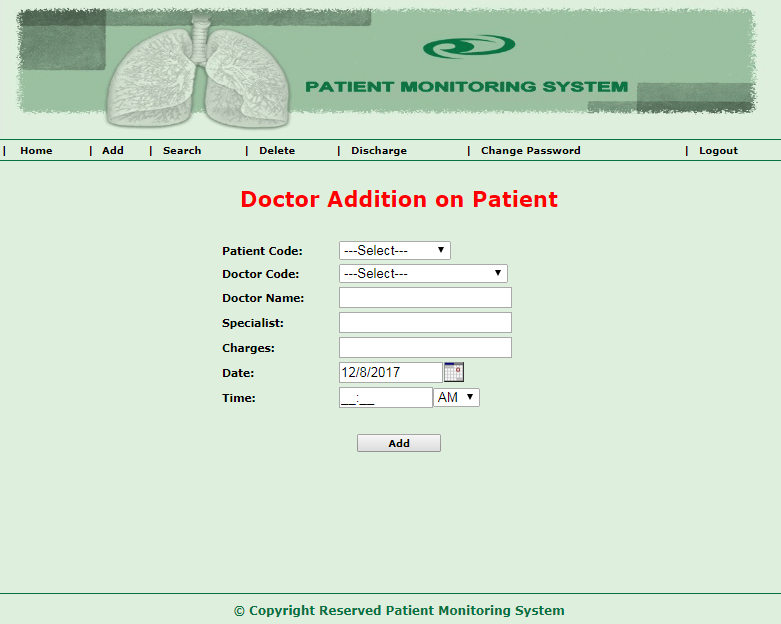 PATIENT MONITORING SYSTEM
| Home | Add | Search | Delete | Discharge | Change Password | Logout
Doctor Addition on Patient
Patient Code: ---Select---
Doctor Code: ---Select---
Doctor Name:
Specialist:
Charges:
Date: 12/8/2017
Time: __:__ AM
Add
© Copyright Reserved Patient Monitoring System